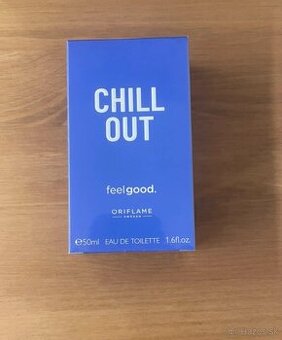 CHILL
OUT
feelgood.
ORIFLAME
SWEDEN
℮50ml EAU DE TOILETTE 1.6fl.oz.